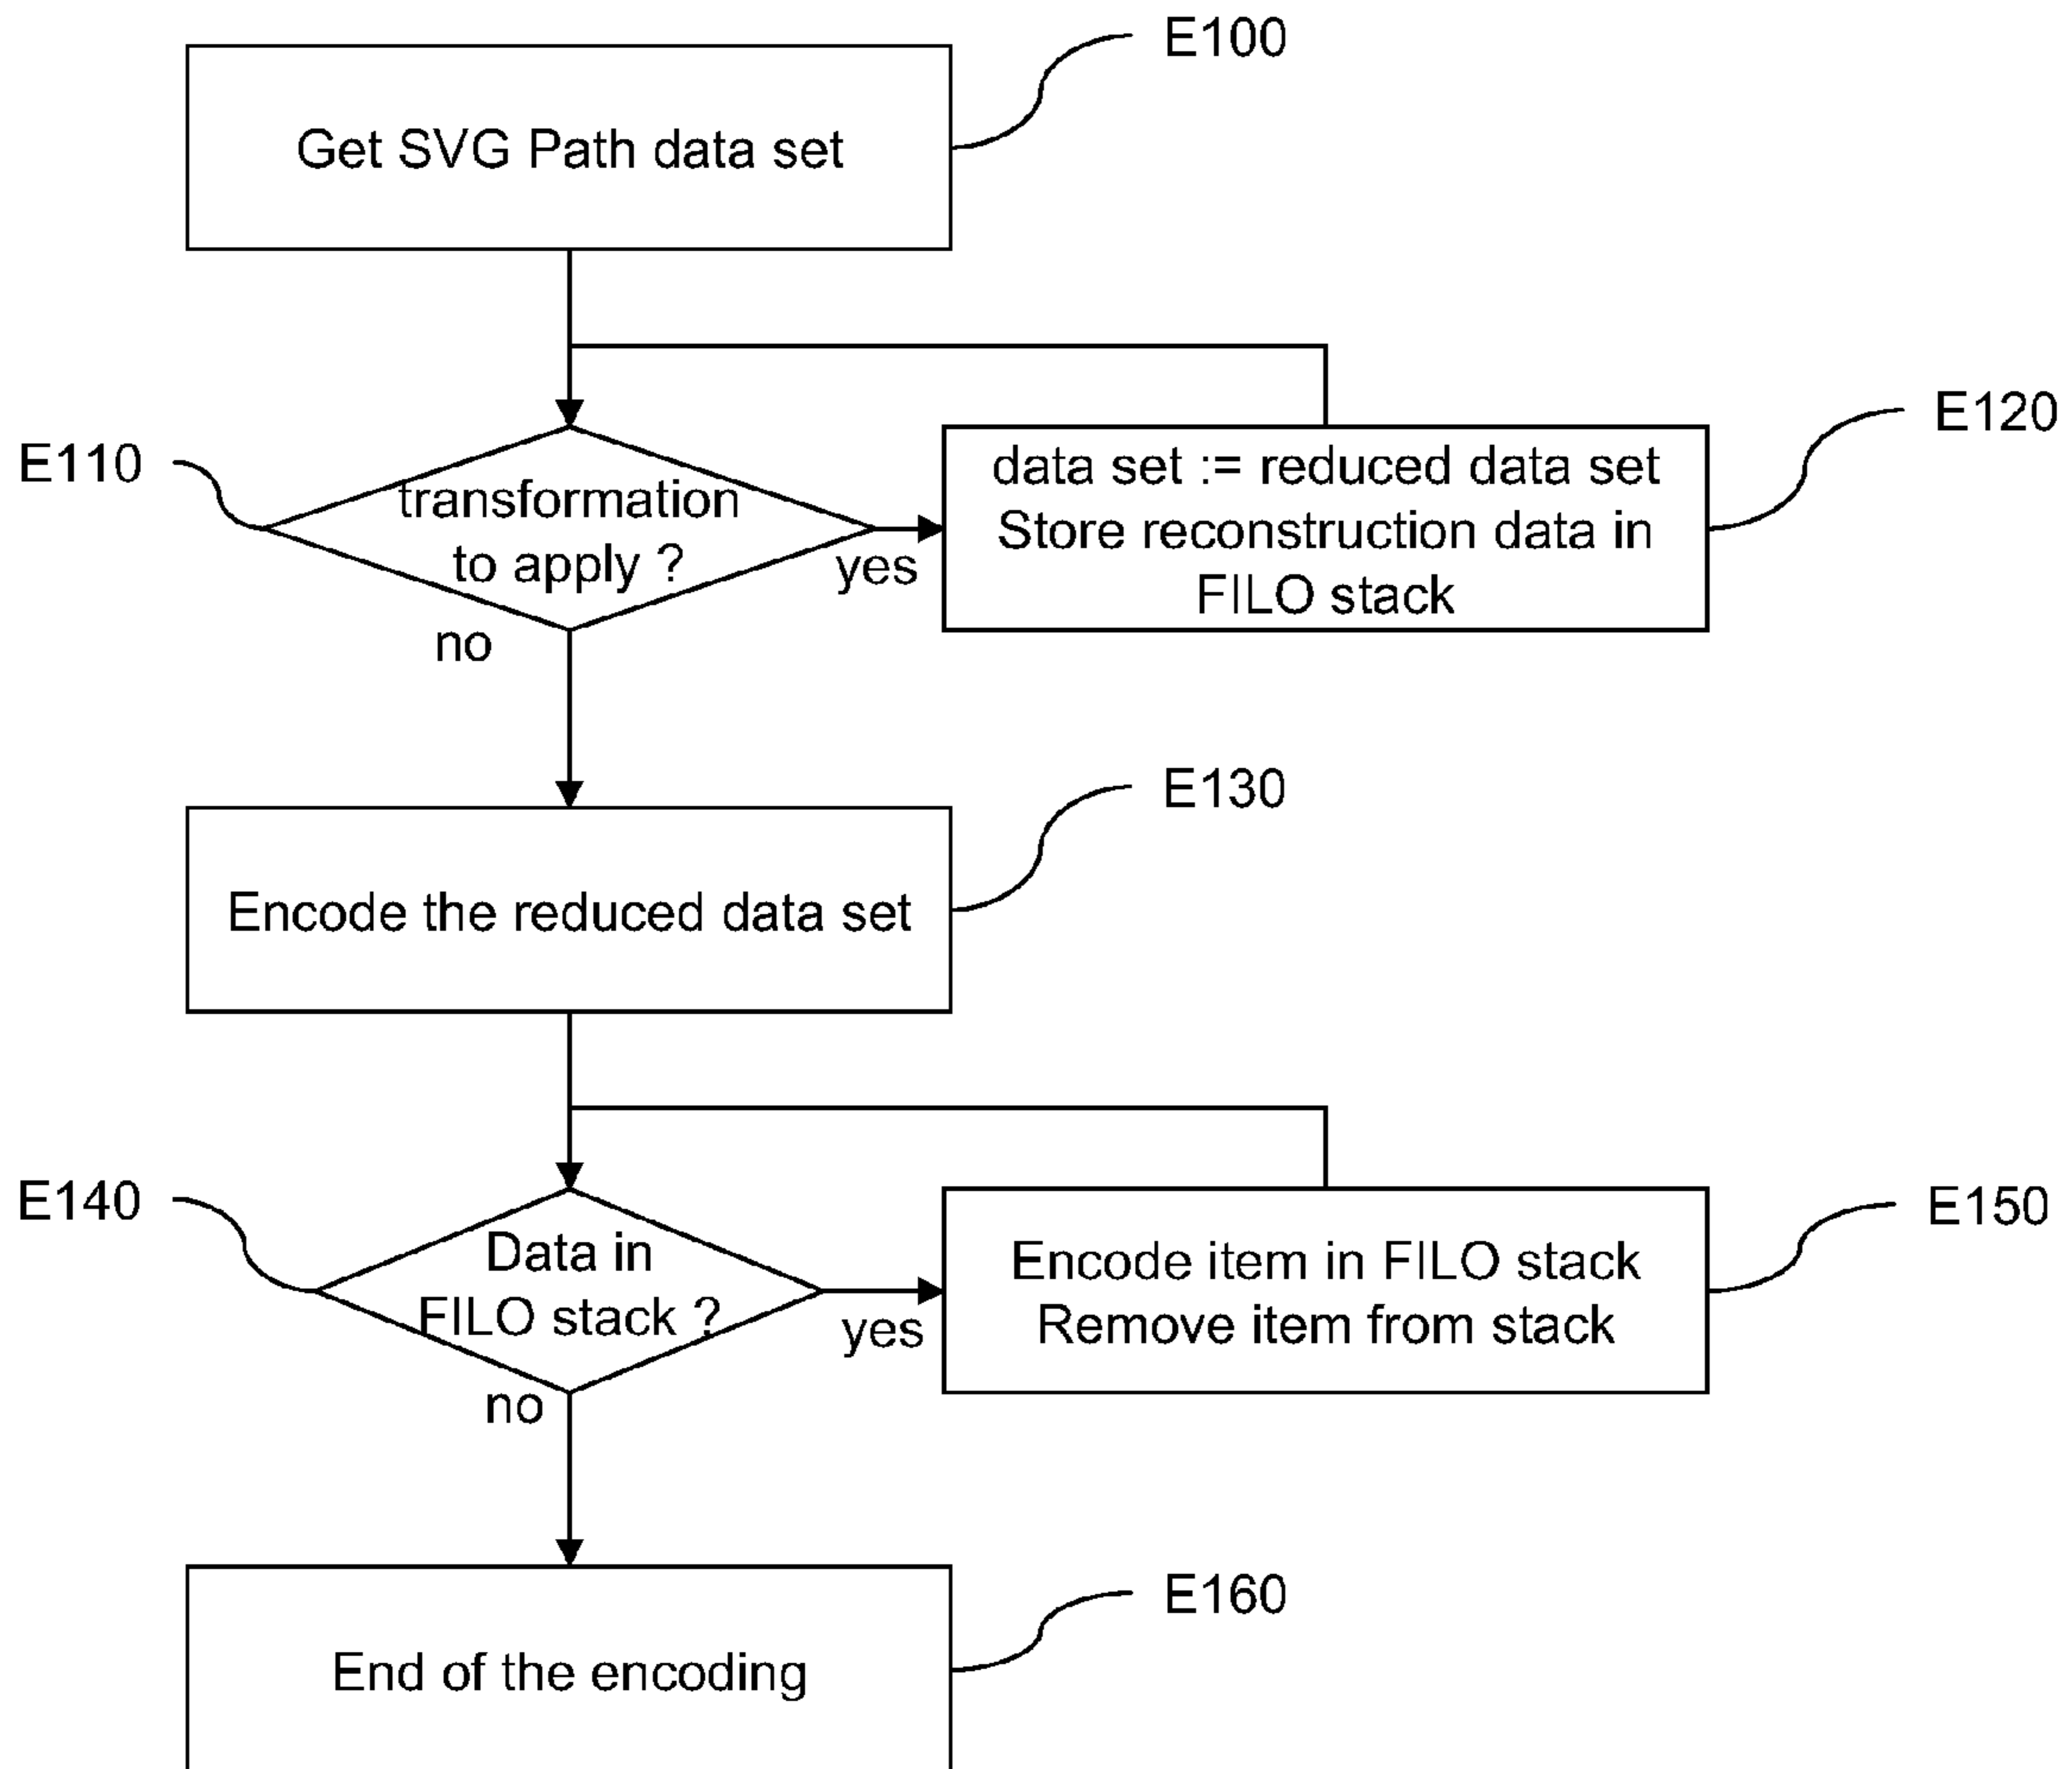 E100
Get SVG Path data set
E120
E110
transformation
to apply ?
yes
no
data set := reduced data set
Store reconstruction data in
FILO stack
E130
Encode the reduced data set
E140
Data in
FILO stack ?
yes
no
E150
Encode item in FILO stack
Remove item from stack
E160
End of the encoding